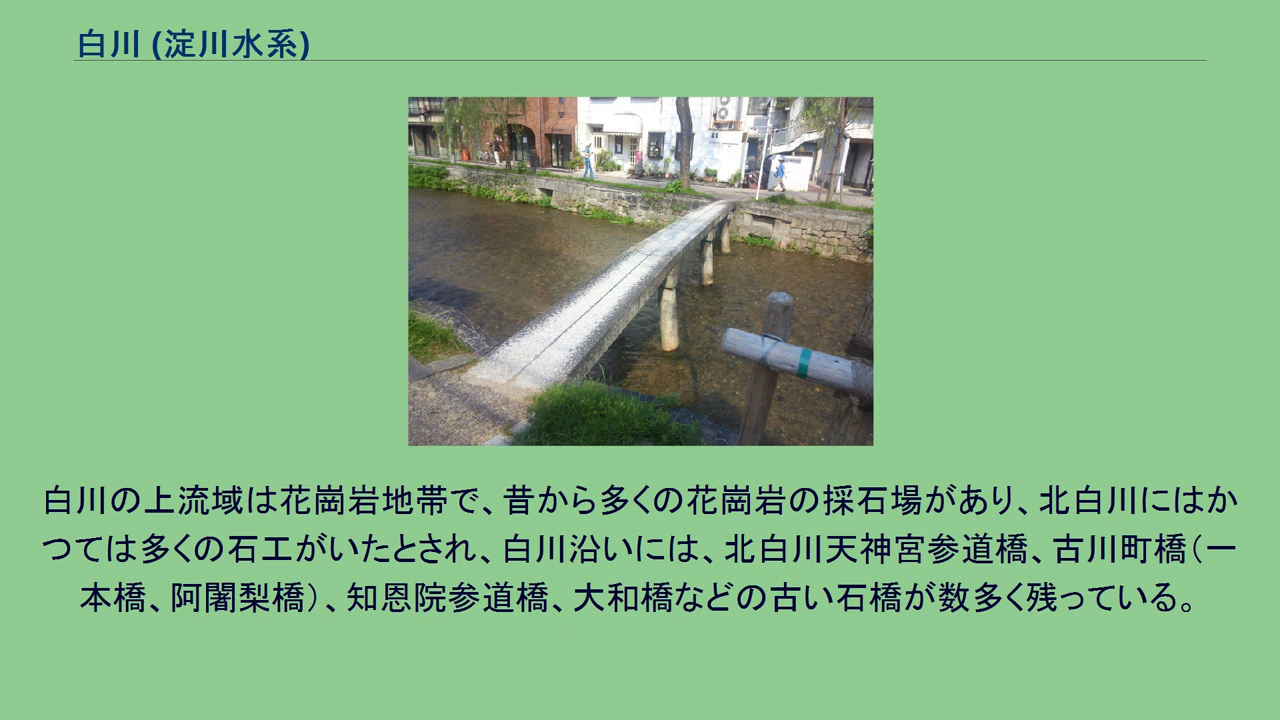 白川 (淀川水系)
白川の上流域は花崗岩地帯で、昔から多くの花崗岩の採石場があり、北白川にはか
つては多くの石工がいたとされ、白川沿いには、北白川天神宮参道橋、古川町橋（一
本橋、阿闍梨橋）、知恩院参道橋、大和橋などの古い石橋が数多く残っている。